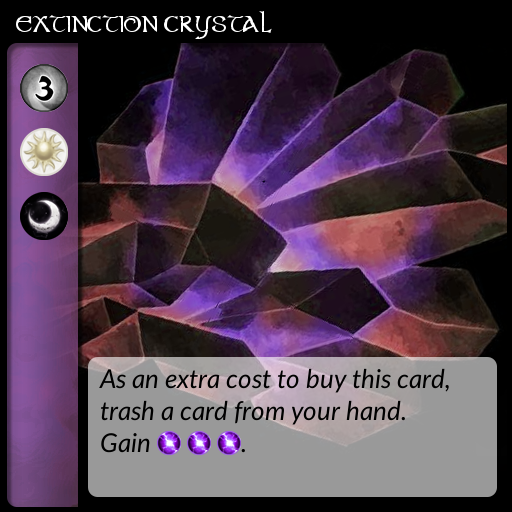 EXTINCTION CRYSTAL
3
As an extra cost to buy this card,
trash a card from your hand.
Gain .